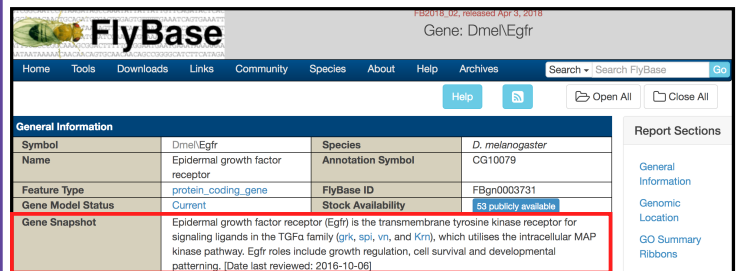 FB2018_02, released Apr 3, 2018
FlyBase
Gene: Dmel\Egfr
Home Tools Downloads Links Community Species About Help Archives Search Search FlyBase Go
Help Open All Close All
General Information
Symbol Dmel\Egfr Species D. melanogaster
Name Epidermal growth factor receptor Annotation Symbol CG10079
Feature Type protein_coding_gene FlyBase ID FBgn0003731
Gene Model Status Current Stock Availability 53 publicly available
Gene Snapshot Epidermal growth factor receptor (Egfr) is the transmembrane tyrosine kinase receptor for
signaling ligands in the TGFα family (grk, spi, vn, and Krn), which utilises the intracellular MAP
kinase pathway. Egfr roles include growth regulation, cell survival and developmental
patterning. [Date last reviewed: 2016-10-06]
Report Sections
General
Information
Genomic
Location
GO Summary
Ribbons